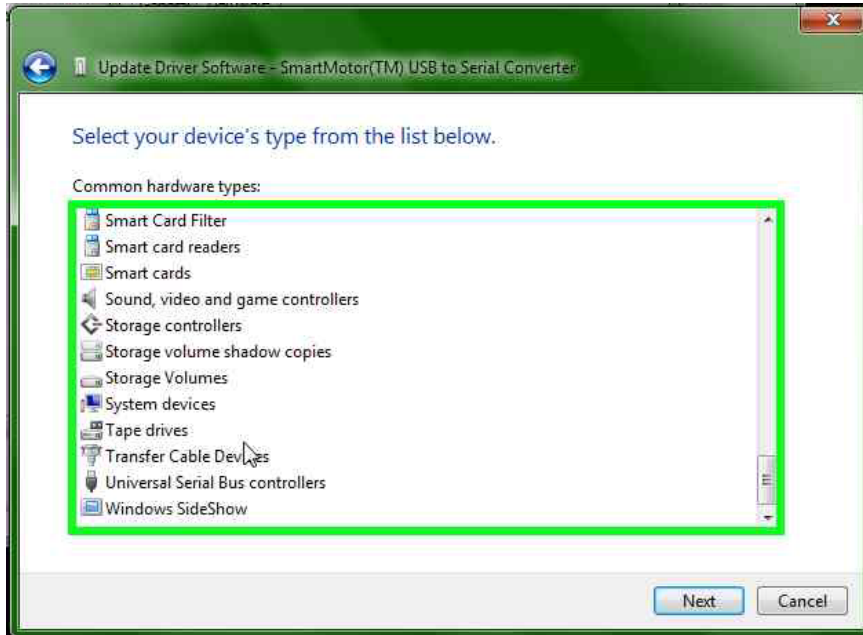 Update Driver Software - SmartMotor(TM) USB to Serial Converter
Select your device's type from the list below.
Common hardware types:
Smart Card Filter
Smart card readers
Smart cards
Sound, video and game controllers
Storage controllers
Storage volume shadow copies
Storage Volumes
System devices
Tape drives
Transfer Cable Devices
Universal Serial Bus controllers
Windows SideShow
Next
Cancel